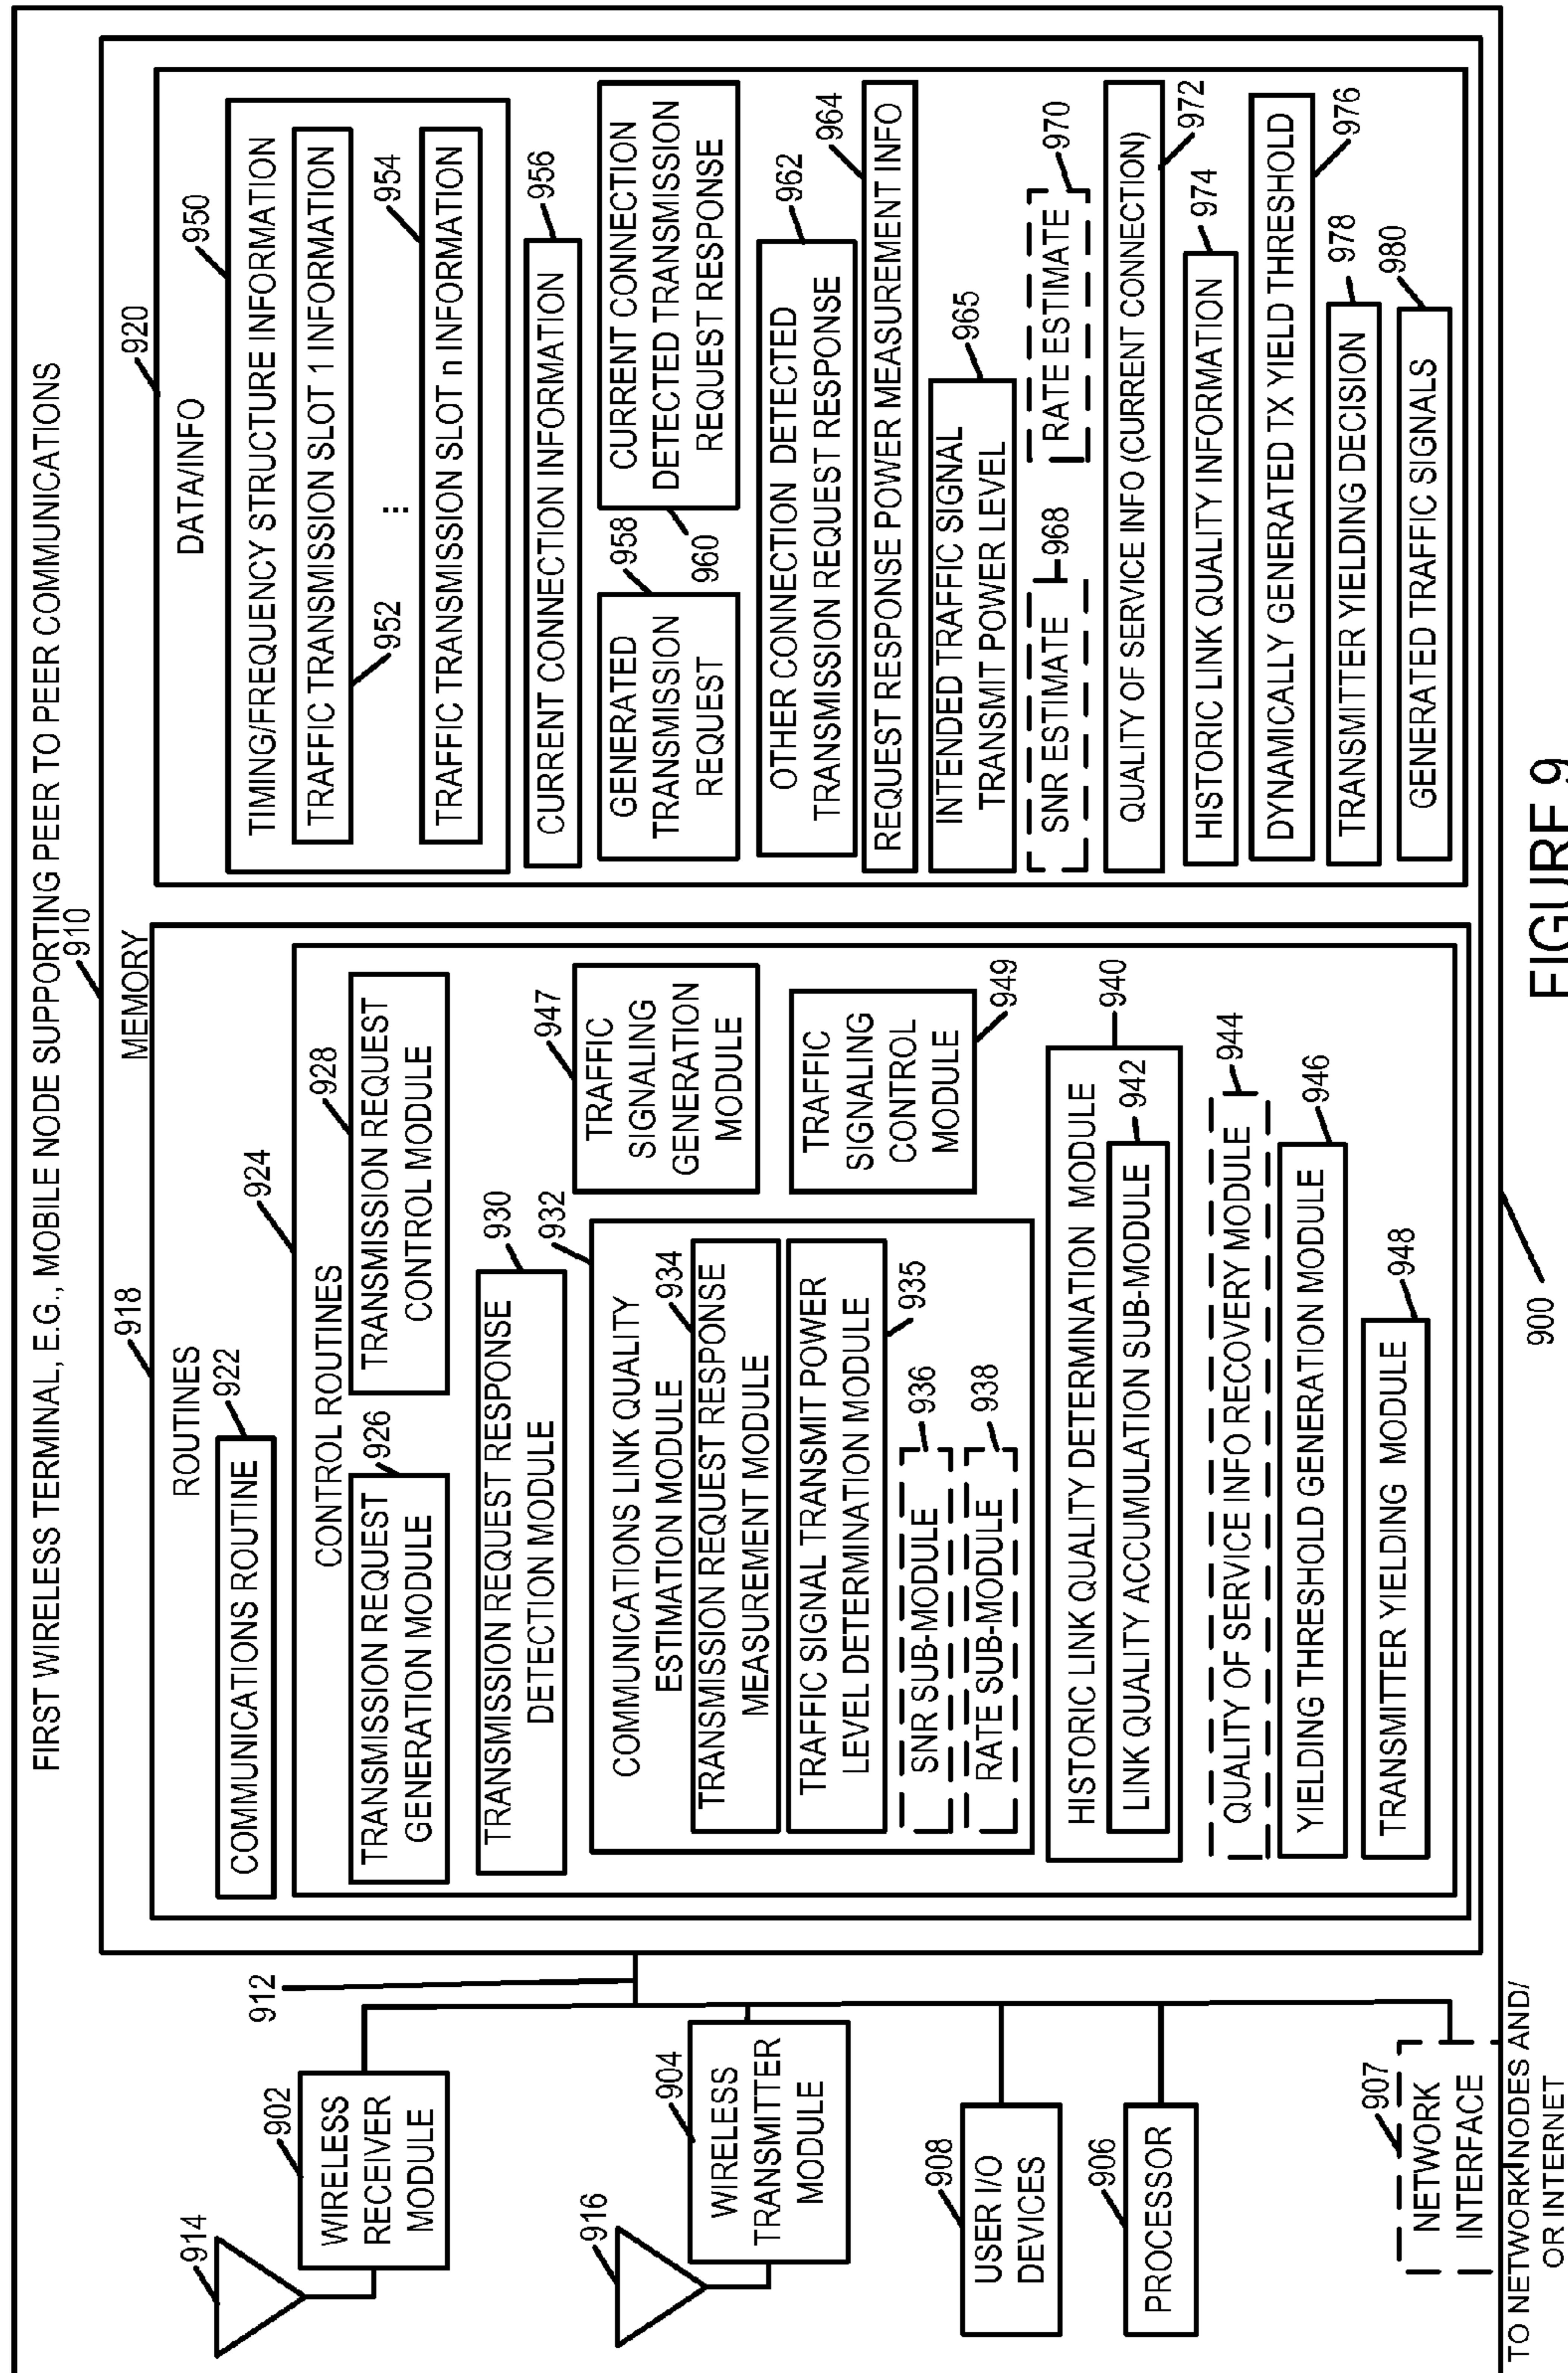 FIRST WIRELESS TERMINAL, E.G., MOBILE NODE SUPPORTING PEER TO PEER COMMUNICATIONS
910
914
902
WIRELESS
RECEIVER
MODULE
916
904
WIRELESS
TRANSMITTER
MODULE
908
USER I/O
DEVICES
906
PROCESSOR
907
NETWORK
INTERFACE
TO NETWORK NODES AND/
OR INTERNET
912
MEMORY
918
ROUTINES
922
COMMUNICATIONS ROUTINE
924
CONTROL ROUTINES
926
TRANSMISSION REQUEST
GENERATION MODULE
928
TRANSMISSION REQUEST
CONTROL MODULE
930
TRANSMISSION REQUEST RESPONSE
DETECTION MODULE
932
COMMUNICATIONS LINK QUALITY
ESTIMATION MODULE
934
TRANSMISSION REQUEST RESPONSE
MEASUREMENT MODULE
TRAFFIC SIGNAL TRANSMIT POWER
LEVEL DETERMINATION MODULE
935
SNR SUB-MODULE
936
RATE SUB-MODULE
938
947
TRAFFIC
SIGNALING
GENERATION
MODULE
TRAFFIC
SIGNALING
CONTROL
MODULE
949
940
HISTORIC LINK QUALITY DETERMINATION MODULE
942
LINK QUALITY ACCUMULATION SUB-MODULE
944
QUALITY OF SERVICE INFO RECOVERY MODULE
YIELDING THRESHOLD GENERATION MODULE
946
TRANSMITTER YIELDING MODULE
948
920
DATA/INFO
950
TIMING/FREQUENCY STRUCTURE INFORMATION
TRAFFIC TRANSMISSION SLOT 1 INFORMATION
952
⋮
954
TRAFFIC TRANSMISSION SLOT n INFORMATION
956
CURRENT CONNECTION INFORMATION
958
GENERATED
TRANSMISSION
REQUEST
CURRENT CONNECTION
DETECTED TRANSMISSION
REQUEST RESPONSE
960
962
OTHER CONNECTION DETECTED
TRANSMISSION REQUEST RESPONSE
964
REQUEST RESPONSE POWER MEASUREMENT INFO
INTENDED TRAFFIC SIGNAL
TRANSMIT POWER LEVEL
965
SNR ESTIMATE
968
RATE ESTIMATE
970
QUALITY OF SERVICE INFO (CURRENT CONNECTION)
972
HISTORIC LINK QUALITY INFORMATION
974
DYNAMICALLY GENERATED TX YIELD THRESHOLD
976
TRANSMITTER YIELDING DECISION
978
GENERATED TRAFFIC SIGNALS
980
900
FIGURE 9